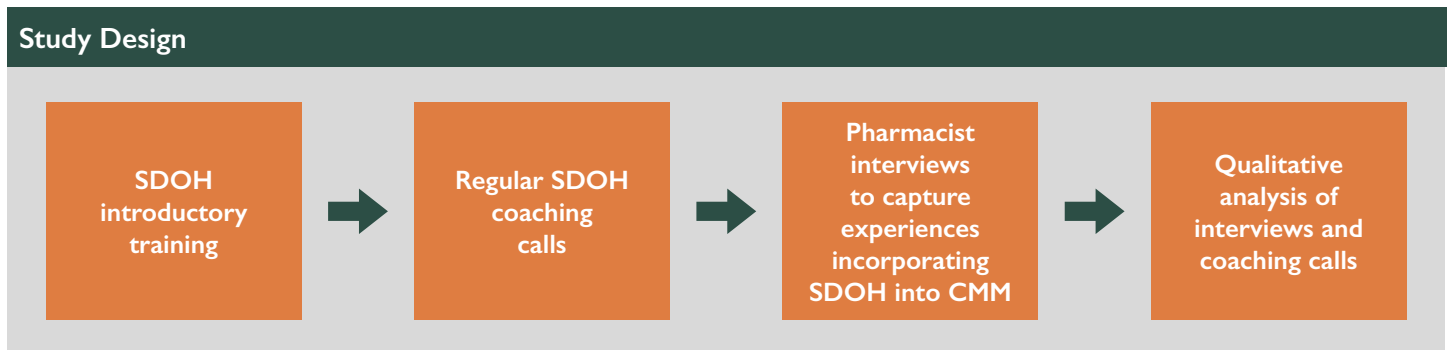 Study Design
SDOH
introductory
training
Regular SDOH
coaching
calls
Pharmacist
interviews
to capture
experiences
incorporating
SDOH into CMM
Qualitative
analysis of
interviews and
coaching calls